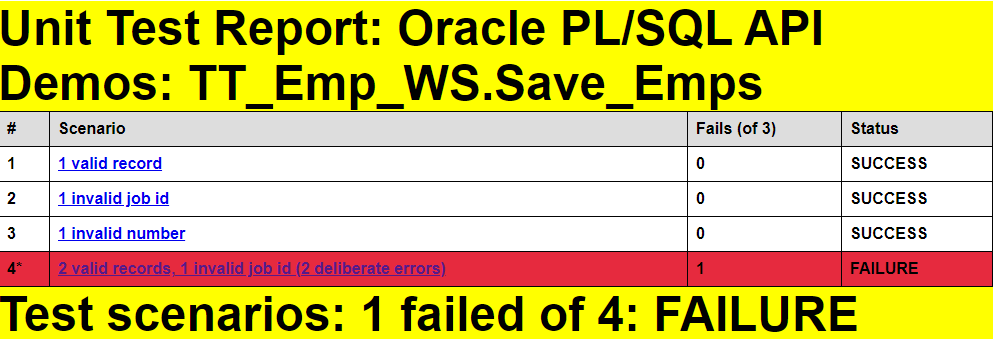 Unit Test Report: Oracle PL/SQL API
Demos: TT_Emp_WS.Save_Emps
# Scenario Fails (of 3) Status
1 1 valid record 0 SUCCESS
2 1 invalid job id 0 SUCCESS
3 1 invalid number 0 SUCCESS
4* 2 valid records, 1 invalid job id (2 deliberate errors) 1 FAILURE
Test scenarios: 1 failed of 4: FAILURE